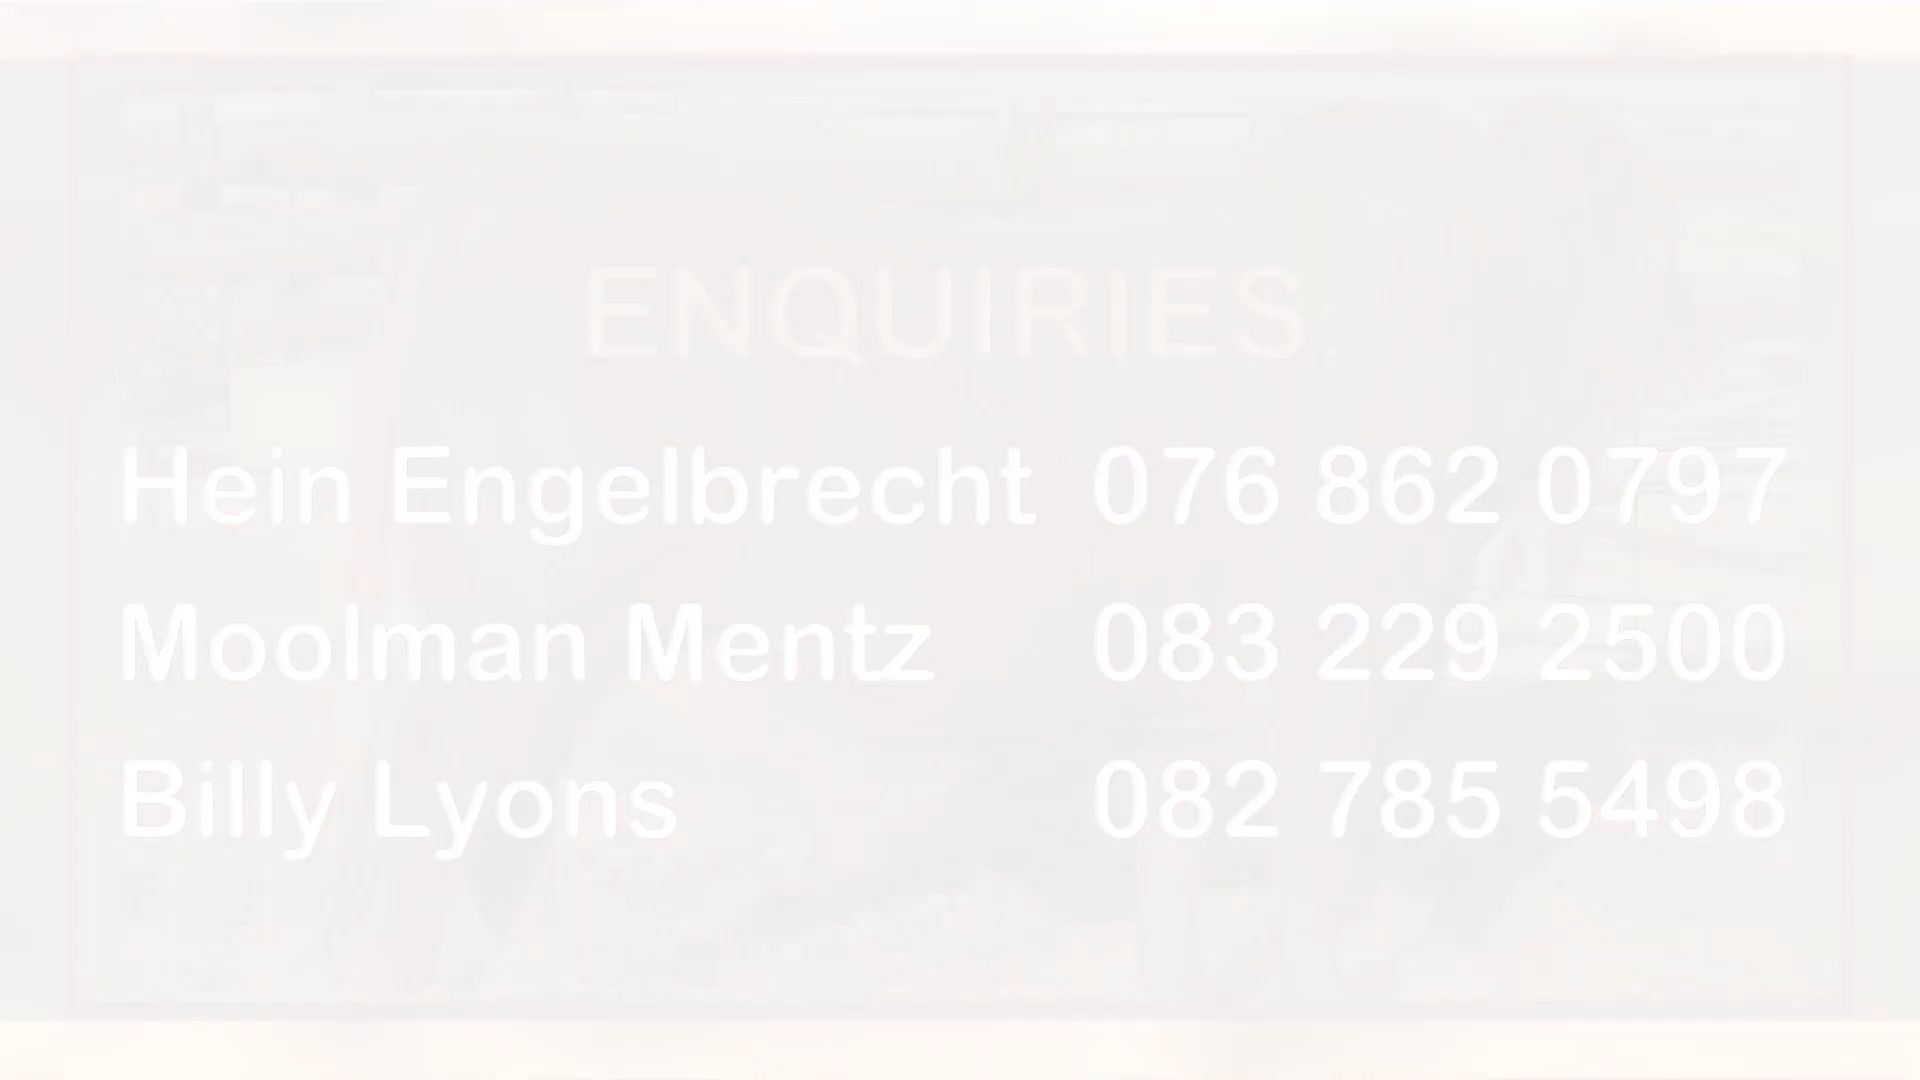 ENQUIRIES:
Hein Engelbrecht 076 862 0797
Moolman Mentz 083 229 2500
Billy Lyons 082 785 5498